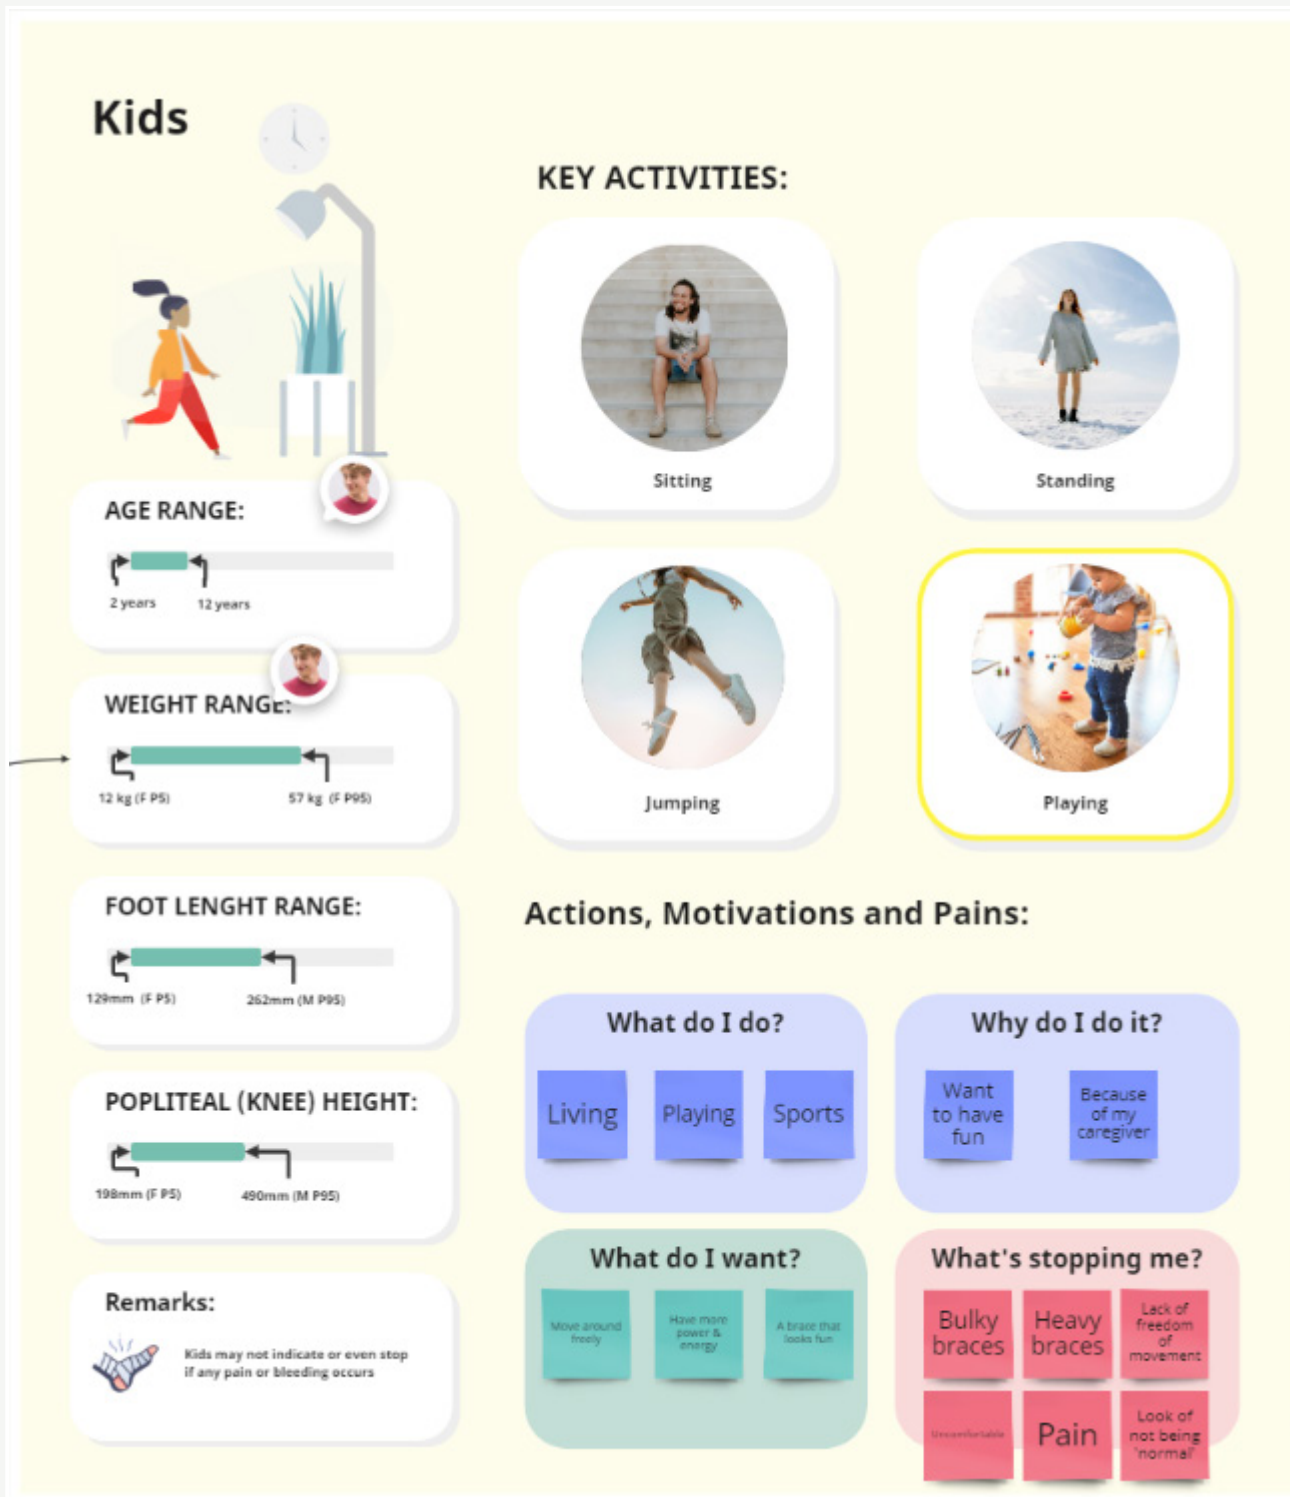 Kids
KEY ACTIVITIES:
Sitting
Standing
Jumping
Playing
AGE RANGE:
2 years
12 years
WEIGHT RANGE:
12 kg (F P5)
57 kg (F P95)
FOOT LENGHT RANGE:
129mm (F P5)
262mm (M P95)
POPLITEAL (KNEE) HEIGHT:
198mm (F P5)
490mm (M P95)
Remarks:
Kids may not indicate or even stop
if any pain or bleeding occurs
Actions, Motivations and Pains:
What do I do?
Living
Playing
Sports
Why do I do it?
Want
to have
fun
Because
of my
caregiver
What do I want?
Move around
freely
Have more
power &
energy
A brace that
looks fun
What's stopping me?
Bulky
braces
Heavy
braces
Lack of
freedom
of
movement
Uncomfortable
Pain
Look of
not being
'normal'